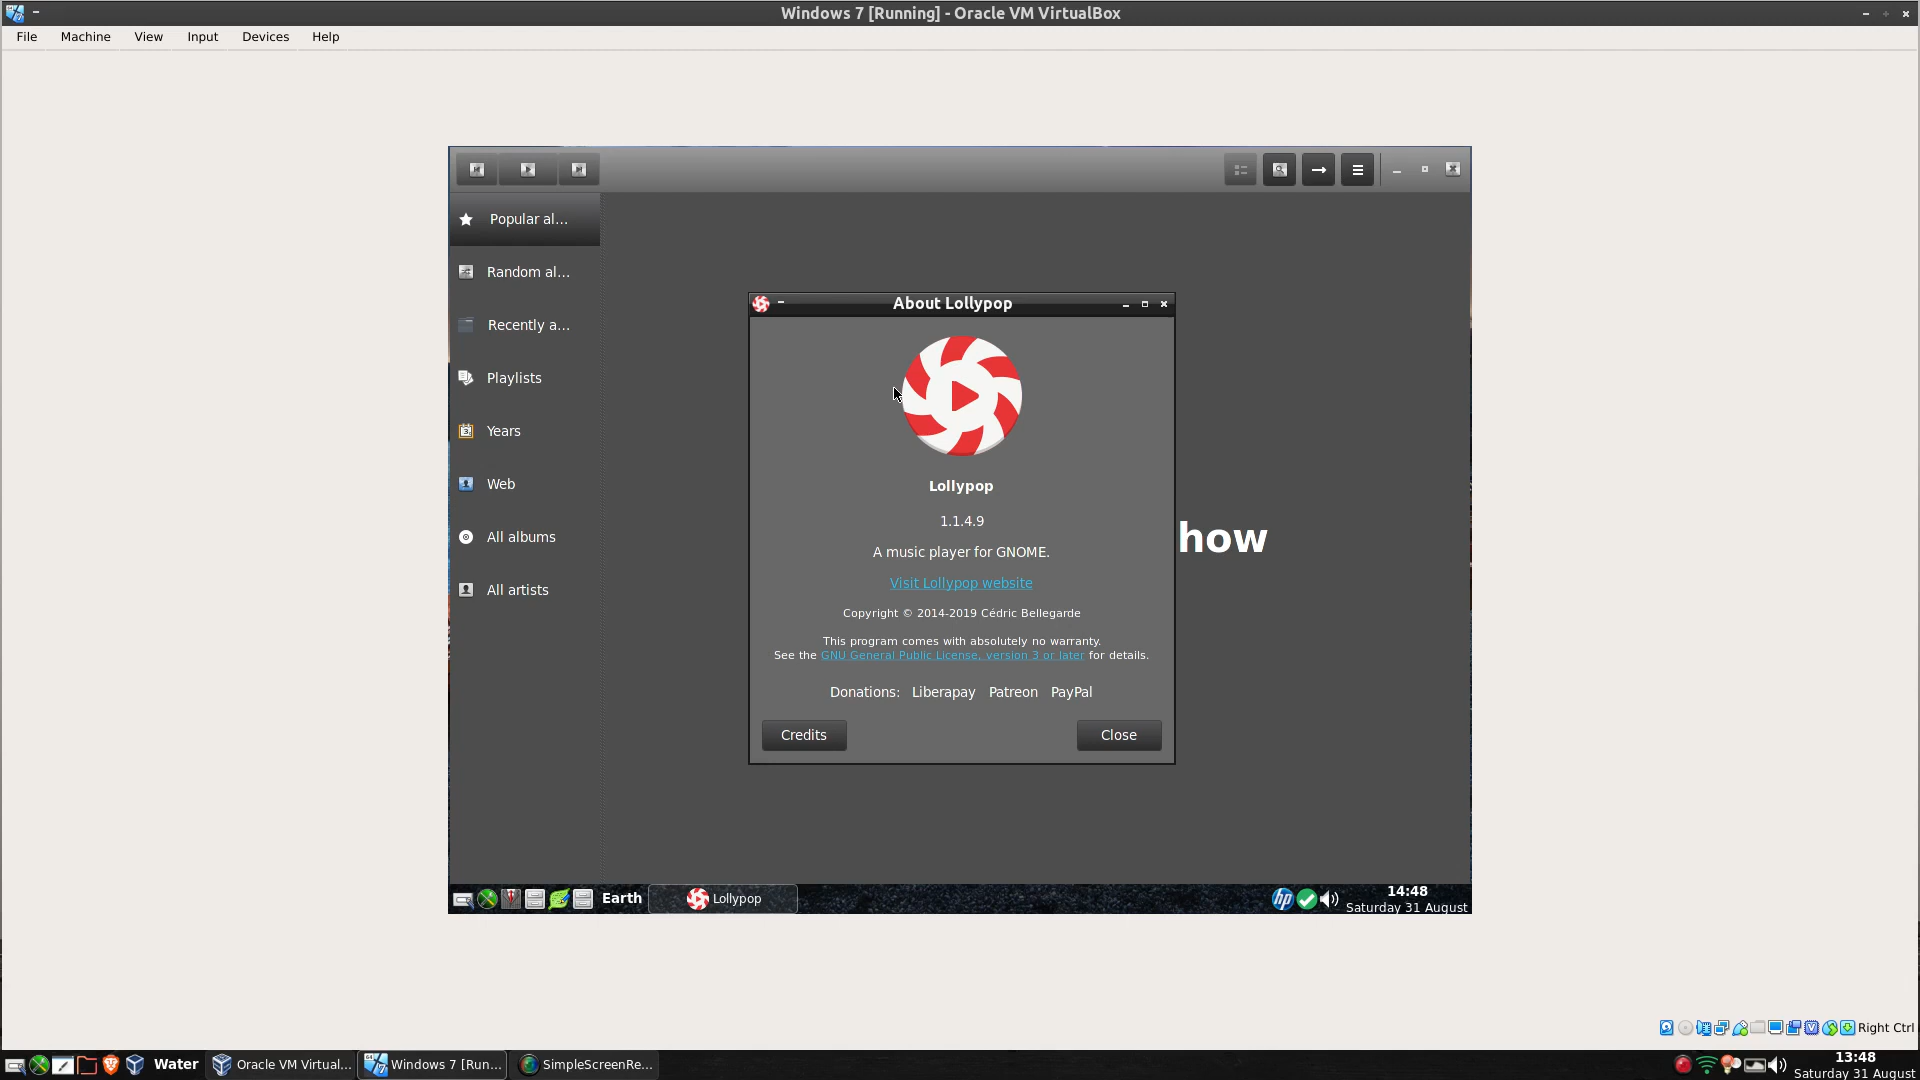 Windows 7 [Running] - Oracle VM VirtualBox
File Machine View Input Devices Help
Popular al...
Random al...
Recently a...
Playlists
Years
Web
All albums
All artists
how
About Lollypop
Lollypop
1.1.4.9
A music player for GNOME.
Visit Lollypop website
Copyright © 2014-2019 Cédric Bellegarde
This program comes with absolutely no warranty.
See the GNU General Public License, version 3 or later for details.
Donations: Liberapay Patreon PayPal
Credits Close
Earth Lollypop hp 14:48
Saturday 31 August
Right Ctrl
Water Oracle VM Virtual... Windows 7 [Run... SimpleScreenRe... 13:48
Saturday 31 August